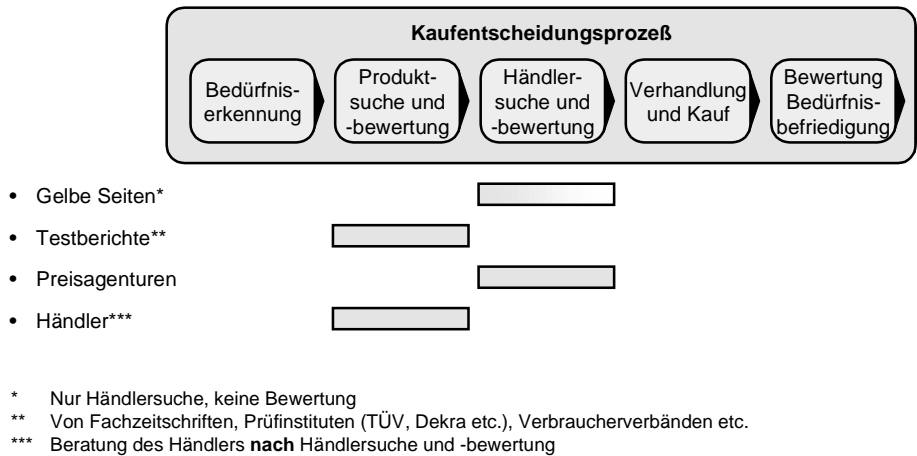 Kaufentscheidungsprozeß
Bedürfnis-
erkennung
Produkt-
suche und
-bewertung
Händler-
suche und
-bewertung
Verhandlung
und Kauf
Bewertung
Bedürfnis-
befriedigung
• Gelbe Seiten*
• Testberichte**
• Preisagenturen
• Händler***
* Nur Händlersuche, keine Bewertung
** Von Fachzeitschriften, Prüfinstituten (TÜV, Dekra etc.), Verbraucherverbänden etc.
*** Beratung des Händlers nach Händlersuche und -bewertung